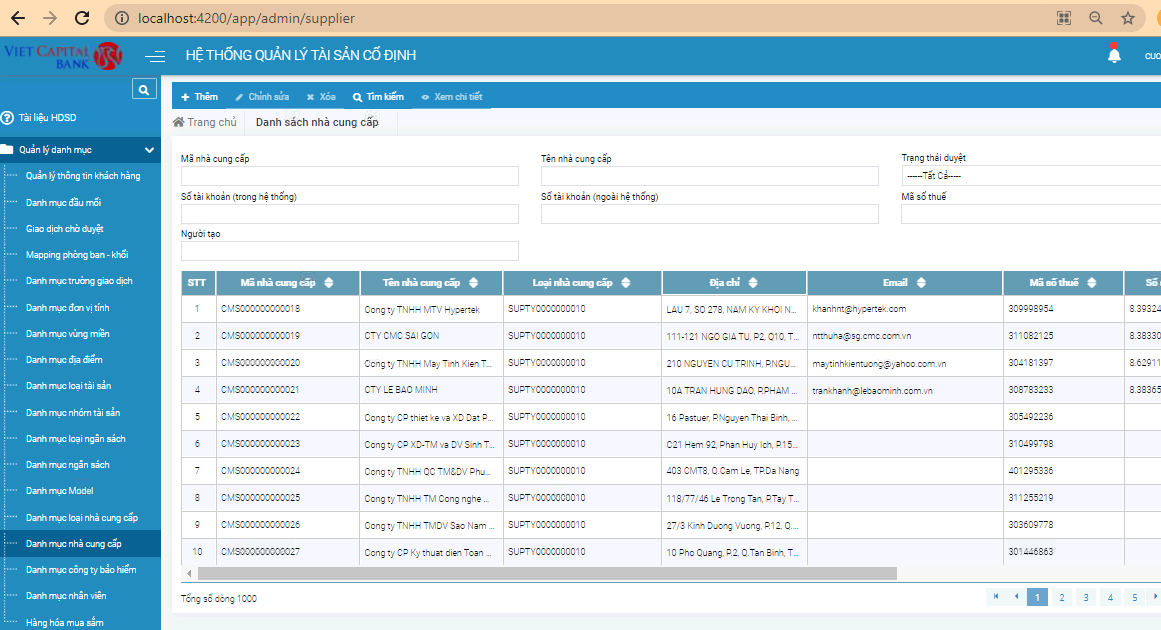 localhost:4200/app/admin/supplier
VIET CAPITAL BANK
HỆ THỐNG QUẢN LÝ TÀI SẢN CỐ ĐỊNH
CUO
Thêm Chỉnh sửa Xóa Tìm kiếm Xem chi tiết
Tài liệu HDSD
Trang chủ Danh sách nhà cung cấp
Quản lý danh mục
Quản lý thông tin khách hàng
Danh mục đầu mối
Giao dịch chờ duyệt
Mapping phòng ban - khối
Danh mục trường giao dịch
Danh mục đơn vị tính
Danh mục vùng miền
Danh mục địa điểm
Danh mục loại tài sản
Danh mục nhóm tài sản
Danh mục loại ngân sách
Danh mục ngân sách
Danh mục Model
Danh mục loại nhà cung cấp
Danh mục nhà cung cấp
Danh mục công ty bảo hiểm
Danh mục nhân viên
Hàng hóa mua sắm
Mã nhà cung cấp Tên nhà cung cấp Trạng thái duyệt
------Tất Cả-----
Số tài khoản (trong hệ thống) Số tài khoản (ngoài hệ thống) Mã số thuế
Người tạo
STT Mã nhà cung cấp Tên nhà cung cấp Loại nhà cung cấp Địa chỉ Email Mã số thuế Số
1 CMS000000000018 Cong ty TNHH MTV Hypertek SUPTY0000000010 LAU 7, SO 278, NAM KY KHOI N... khanhnt@hypertek.com 309998954 8.39324
2 CMS000000000019 CTY CMC SAI GON SUPTY0000000010 111-121 NGO GIA TU, P2, Q10, T... ntthuha@sg.cmc.com.vn 311082125 8.38330
3 CMS000000000020 Cong ty TNHH May Tinh Kien T... SUPTY0000000010 210 NGUYEN CU TRINH, P.NGU... maytinhkientuong@yahoo.com.vn 304181397 8.62911
4 CMS000000000021 CTY LE BAO MINH SUPTY0000000010 10A TRAN HUNG DAO, P.PHAM ... trankhanh@lebaominh.com.vn 308783233 8.38365
5 CMS000000000022 Cong ty CP thiet ke va XD Dat P... SUPTY0000000010 16 Pastuer, P.Nguyen Thai Binh, ... 305492236
6 CMS000000000023 Cong ty CP XD-TM va DV Sinh T... SUPTY0000000010 C21 Hem 92, Phan Huy Ich, P.15... 310499798
7 CMS000000000024 Cong ty TNHH QC TM&DV Phu... SUPTY0000000010 403 CMT8, Q.Cam Le, TP.Da Nang 401295336
8 CMS000000000025 Cong ty TNHH TM Cong nghe ... SUPTY0000000010 118/77/46 Le Trong Tan, P.Tay T... 311255219
9 CMS000000000026 Cong ty TNHH TMDV Sao Nam ... SUPTY0000000010 27/3 Kinh Duong Vuong, P.12, Q.... 303609778
10 CMS000000000027 Cong ty CP Ky thuat dien Toan ... SUPTY0000000010 10 Pho Quang, P.2, Q.Tan Binh, T... 301446863
Tổng số dòng 1000
1 2 3 4 5